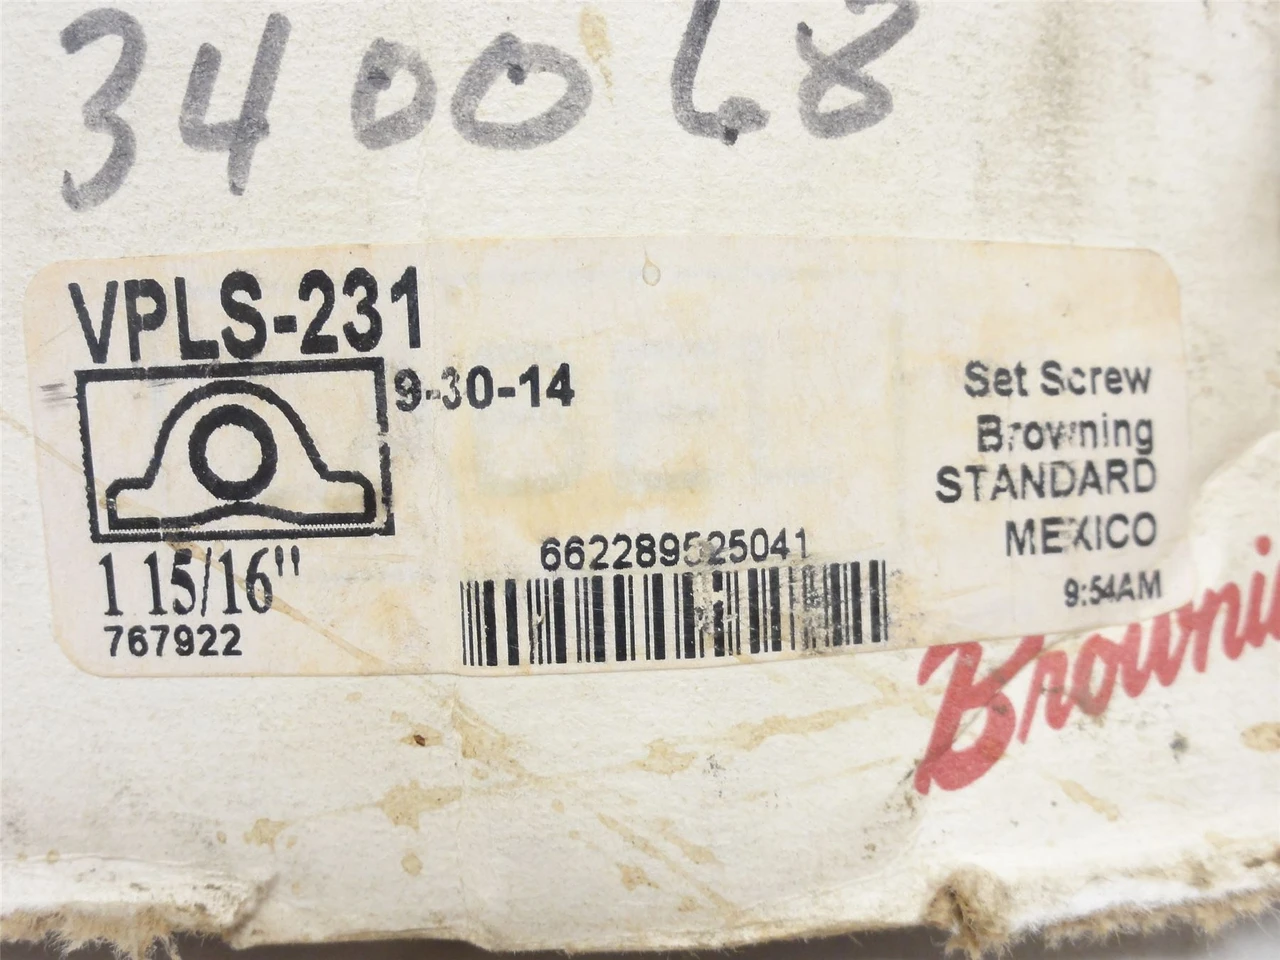 340068
VPLS-231
9-30-14
1 15/16"
767922
662289525041
Set Screw
Browning
STANDARD
MEXICO
9:54AM
Browni